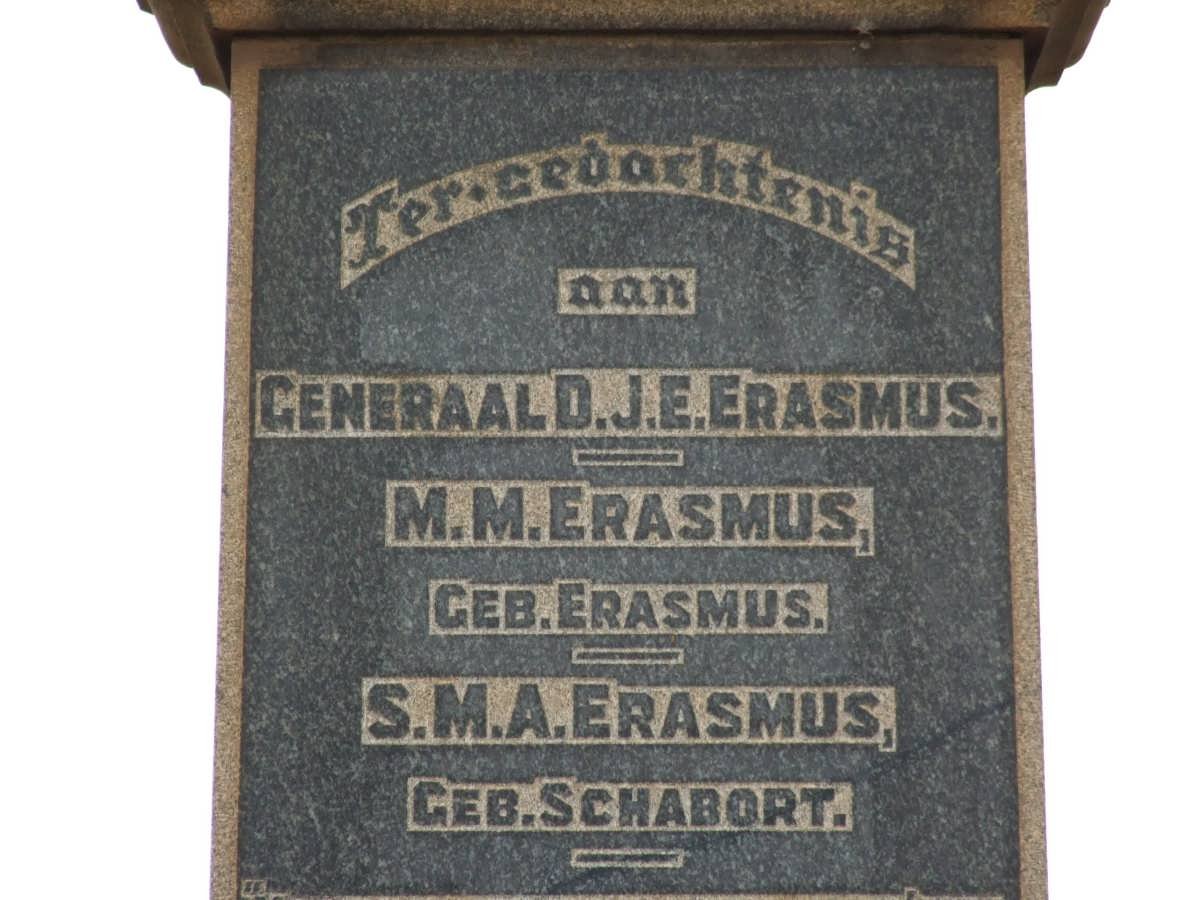 Ter·gedachtenis
aan
GENERAAL D.J.E. ERASMUS.
M.M. ERASMUS,
GEB. ERASMUS.
S.M.A. ERASMUS,
GEB. SCHABORT.